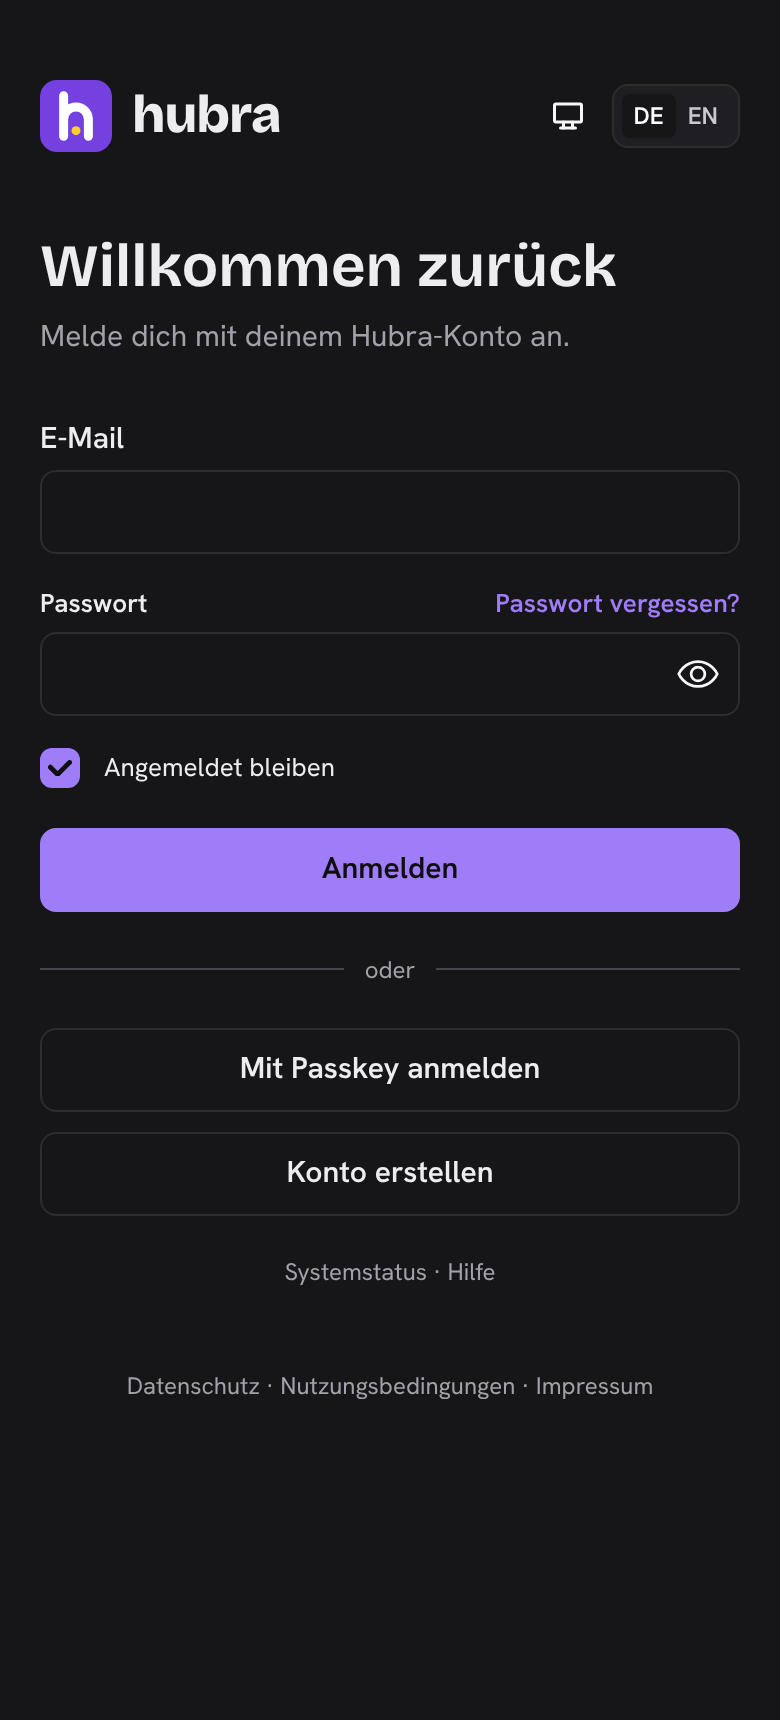 hubra
DE EN
Willkommen zurück
Melde dich mit deinem Hubra-Konto an.
E-Mail
Passwort Passwort vergessen?
Angemeldet bleiben
Anmelden
oder
Mit Passkey anmelden
Konto erstellen
Systemstatus · Hilfe
Datenschutz · Nutzungsbedingungen · Impressum